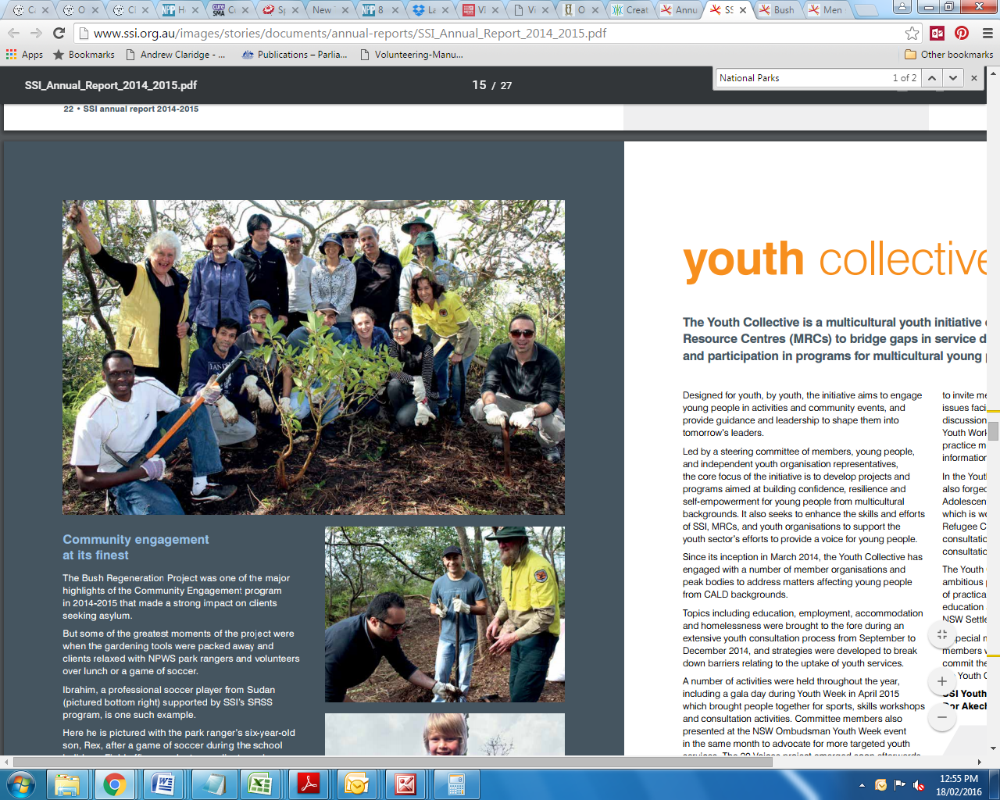 Ca
O
Cl
NPP H
cure SMA C
Sp
New
NPP 8
La
VI
Vi
O
Creat
Annu
SS
Bush
Men
www.ssi.org.au/images/stories/documents/annual-reports/SSI_Annual_Report_2014_2015.pdf
Apps
Bookmarks
Andrew Claridge - ...
Publications – Parlia...
Volunteering-Manu...
Other bookmarks
SSI_Annual_Report_2014_2015.pdf
15 / 27
National Parks
1 of 2
22 • SSI annual report 2014-2015
Community engagement
at its finest
The Bush Regeneration Project was one of the major
highlights of the Community Engagement program
in 2014-2015 that made a strong impact on clients
seeking asylum.
But some of the greatest moments of the project were
when the gardening tools were packed away and
clients relaxed with NPWS park rangers and volunteers
over lunch or a game of soccer.
Ibrahim, a professional soccer player from Sudan
(pictured bottom right) supported by SSI's SRSS
program, is one such example.
Here he is pictured with the park ranger's six-year-old
son, Rex, after a game of soccer during the school
youth collective
The Youth Collective is a multicultural youth initiative
Resource Centres (MRCs) to bridge gaps in service d
and participation in programs for multicultural young
Designed for youth, by youth, the initiative aims to engage
young people in activities and community events, and
provide guidance and leadership to shape them into
tomorrow's leaders.
Led by a steering committee of members, young people,
and independent youth organisation representatives,
the core focus of the initiative is to develop projects and
programs aimed at building confidence, resilience and
self-empowerment for young people from multicultural
backgrounds. It also seeks to enhance the skills and efforts
of SSI, MRCs, and youth organisations to support the
youth sector's efforts to provide a voice for young people.
Since its inception in March 2014, the Youth Collective has
engaged with a number of member organisations and
peak bodies to address matters affecting young people
from CALD backgrounds.
Topics including education, employment, accommodation
and homelessness were brought to the fore during an
extensive youth consultation process from September to
December 2014, and strategies were developed to break
down barriers relating to the uptake of youth services.
A number of activities were held throughout the year,
including a gala day during Youth Week in April 2015
which brought people together for sports, skills workshops
and consultation activities. Committee members also
presented at the NSW Ombudsman Youth Week event
in the same month to advocate for more targeted youth
to invite me
issues faci
discussion
Youth Work
practice m
information
In the Youth
also forged
Adolescen
which is wo
Refugee C
consultatio
consultatio
The Youth
ambitious p
of practica
education
NSW Settle
special m
members w
commit the
Youth C
SSI Youth
Dor Akech
12:55 PM
18/02/2016